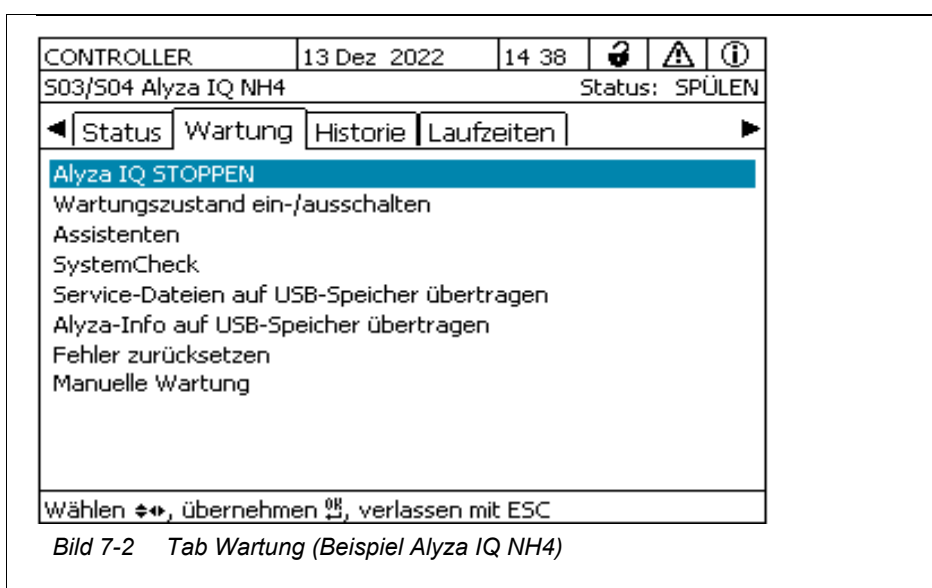 CONTROLLER 13 Dez 2022 14 38
S03/S04 Alyza IQ NH4 Status: SPÜLEN
Status Wartung Historie Laufzeiten
Alyza IQ STOPPEN
Wartungszustand ein-/ausschalten
Assistenten
SystemCheck
Service-Dateien auf USB-Speicher übertragen
Alyza-Info auf USB-Speicher übertragen
Fehler zurücksetzen
Manuelle Wartung
Wählen, übernehmen OK, verlassen mit ESC
Bild 7-2 Tab Wartung (Beispiel Alyza IQ NH4)